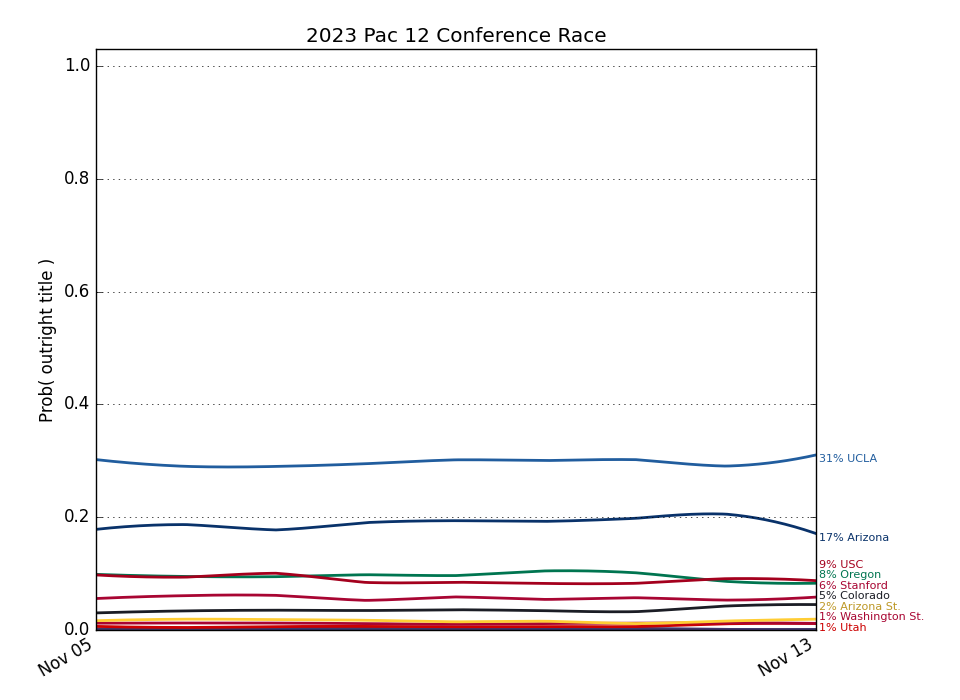 2023 Pac 12 Conference Race
1.0
0.8
0.6
0.4
0.2
0.0
Prob( outright title )
Nov 05
Nov 13
31% UCLA
17% Arizona
9% USC
8% Oregon
6% Stanford
5% Colorado
2% Arizona St.
1% Washington St.
1% Utah